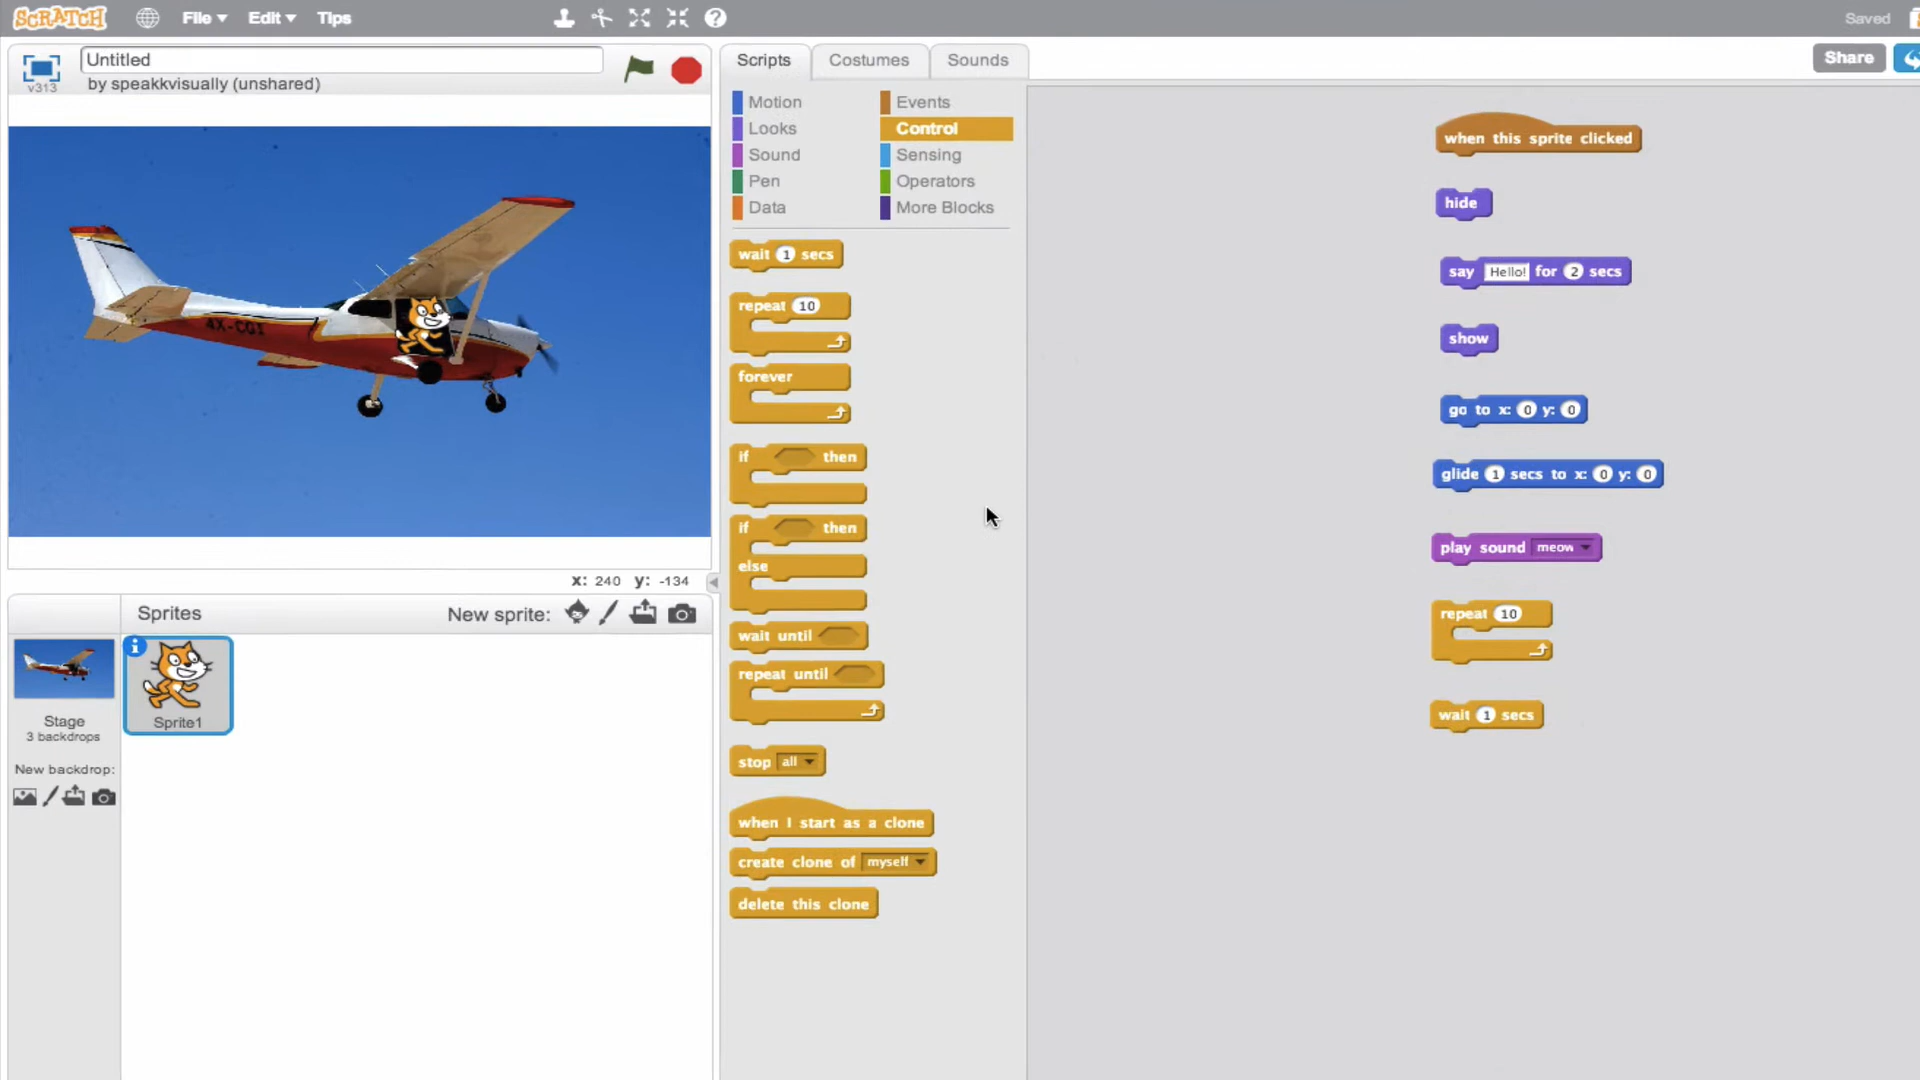 SCRATCH File Edit Tips
Saved
Untitled
by speakkvisually (unshared)
v313
Scripts Costumes Sounds
Share
Motion Events
Looks Control
Sound Sensing
Pen Operators
Data More Blocks
4X-CGI
x: 240 y: -134
Sprites New sprite:
Sprite1
Stage
3 backdrops
New backdrop:
wait 1 secs
repeat 10
forever
if then
if then
else
wait until
repeat until
stop all
when I start as a clone
create clone of myself
delete this clone
when this sprite clicked
hide
say Hello! for 2 secs
show
go to x: 0 y: 0
glide 1 secs to x: 0 y: 0
play sound meow
repeat 10
wait 1 secs